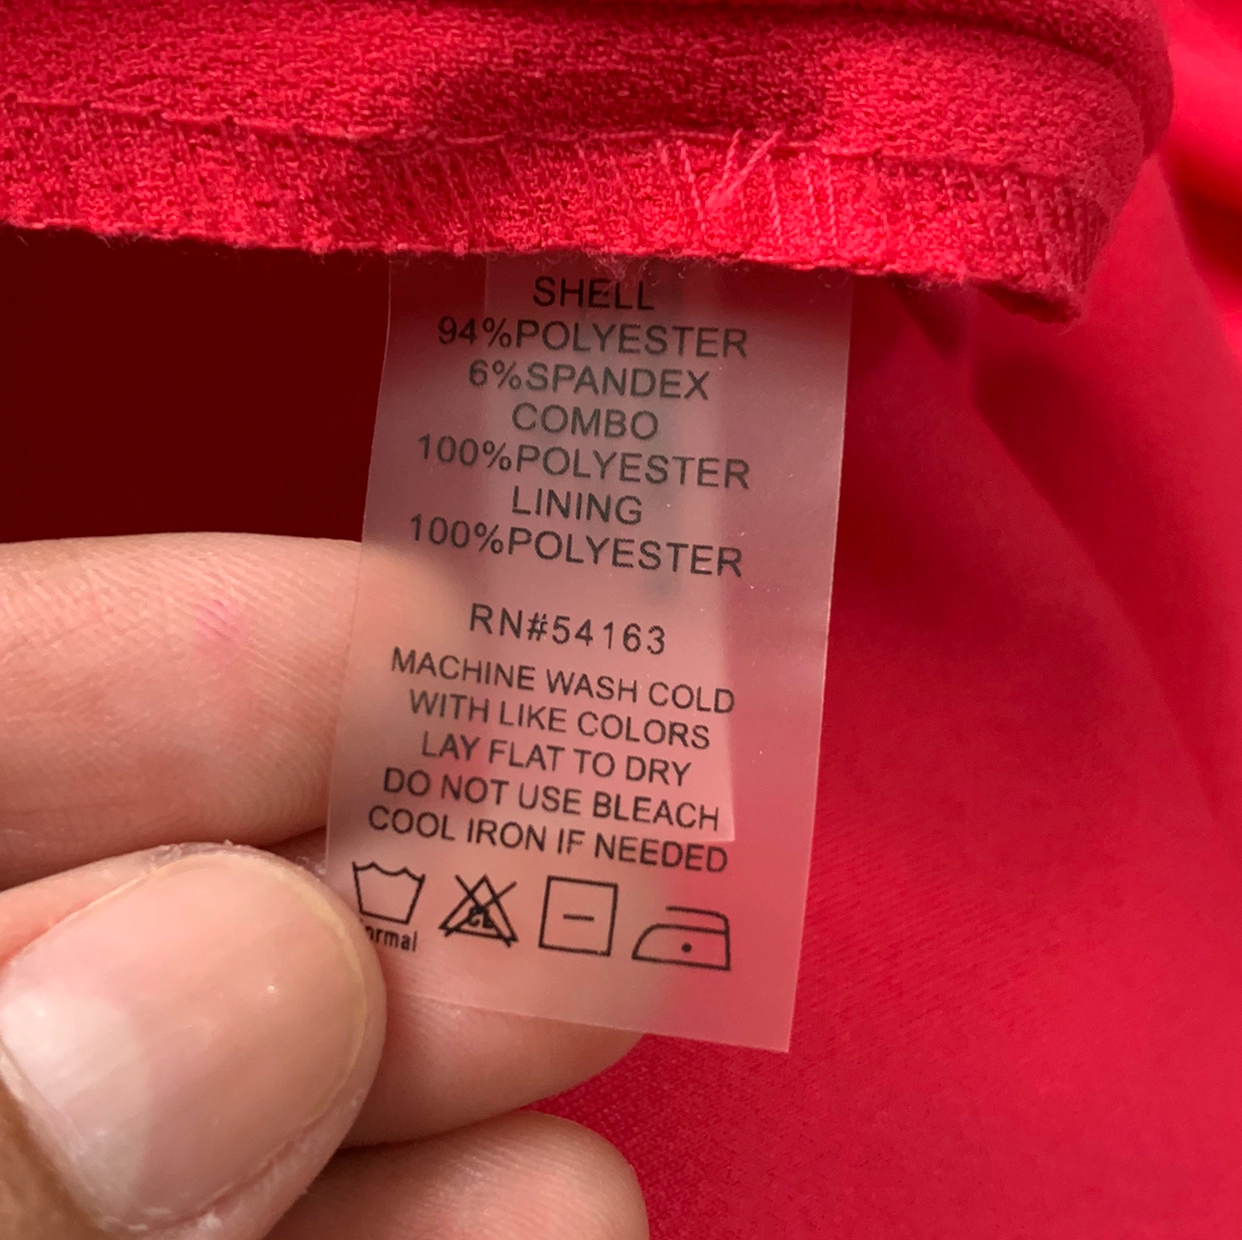 SHELL
94%POLYESTER
6%SPANDEX
COMBO
100%POLYESTER
LINING
100%POLYESTER
RN#54163
MACHINE WASH COLD
WITH LIKE COLORS
LAY FLAT TO DRY
DO NOT USE BLEACH
COOL IRON IF NEEDED
CL